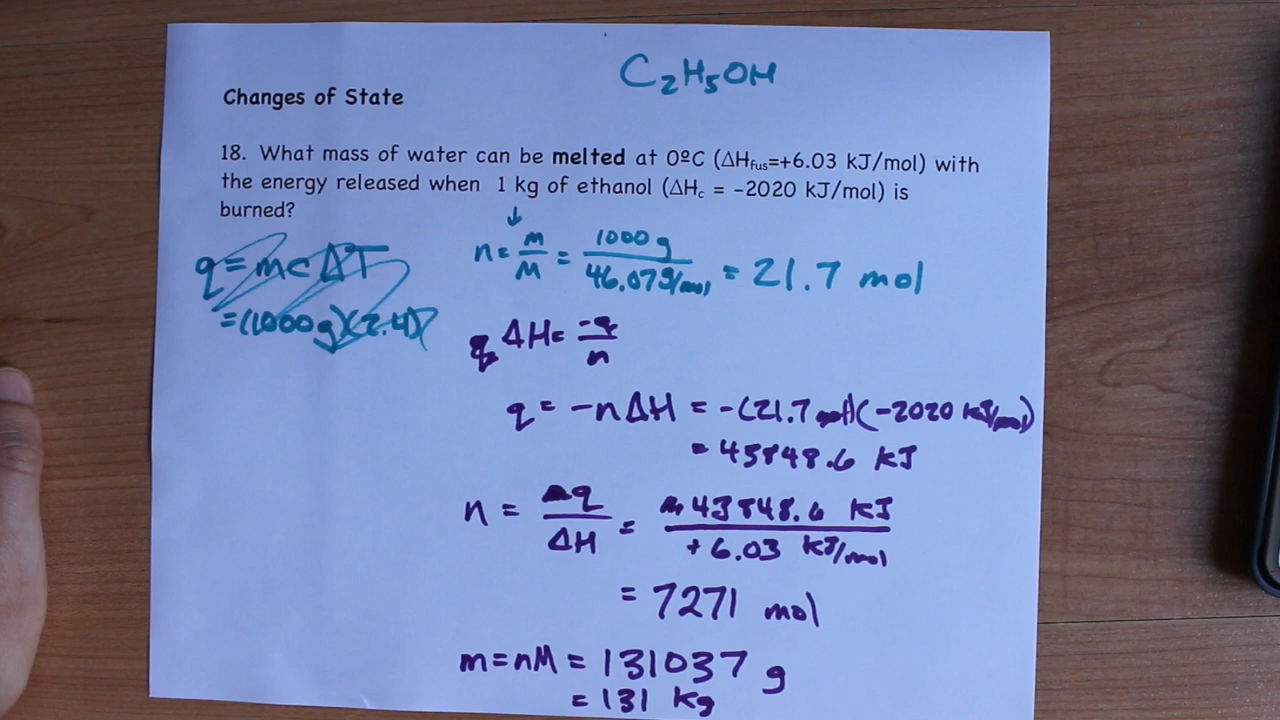 C₂H₅OH
Changes of State
18. What mass of water can be melted at 0ºC (ΔHfus=+6.03 kJ/mol) with
the energy released when 1 kg of ethanol (ΔHc = -2020 kJ/mol) is
burned?
q = mcΔT
= (1000g)(2.4)
n = m/M = 1000 g / 46.07 g/mol = 21.7 mol
ΔH = -q/n
q = -nΔH = -(21.7 mol)(-2020 kJ/mol)
= 43848.6 kJ
n = q/ΔH = 43848.6 kJ / +6.03 kJ/mol
= 7271 mol
m = nM = 131037 g
= 131 kg